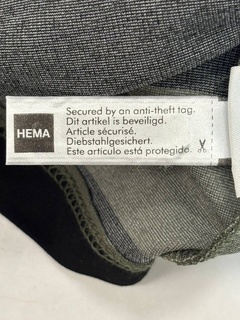 HEMA
Secured by an anti-theft tag.
Dit artikel is beveiligd.
Article sécurisé.
Diebstahlgesichert.
Este artículo está protegido.